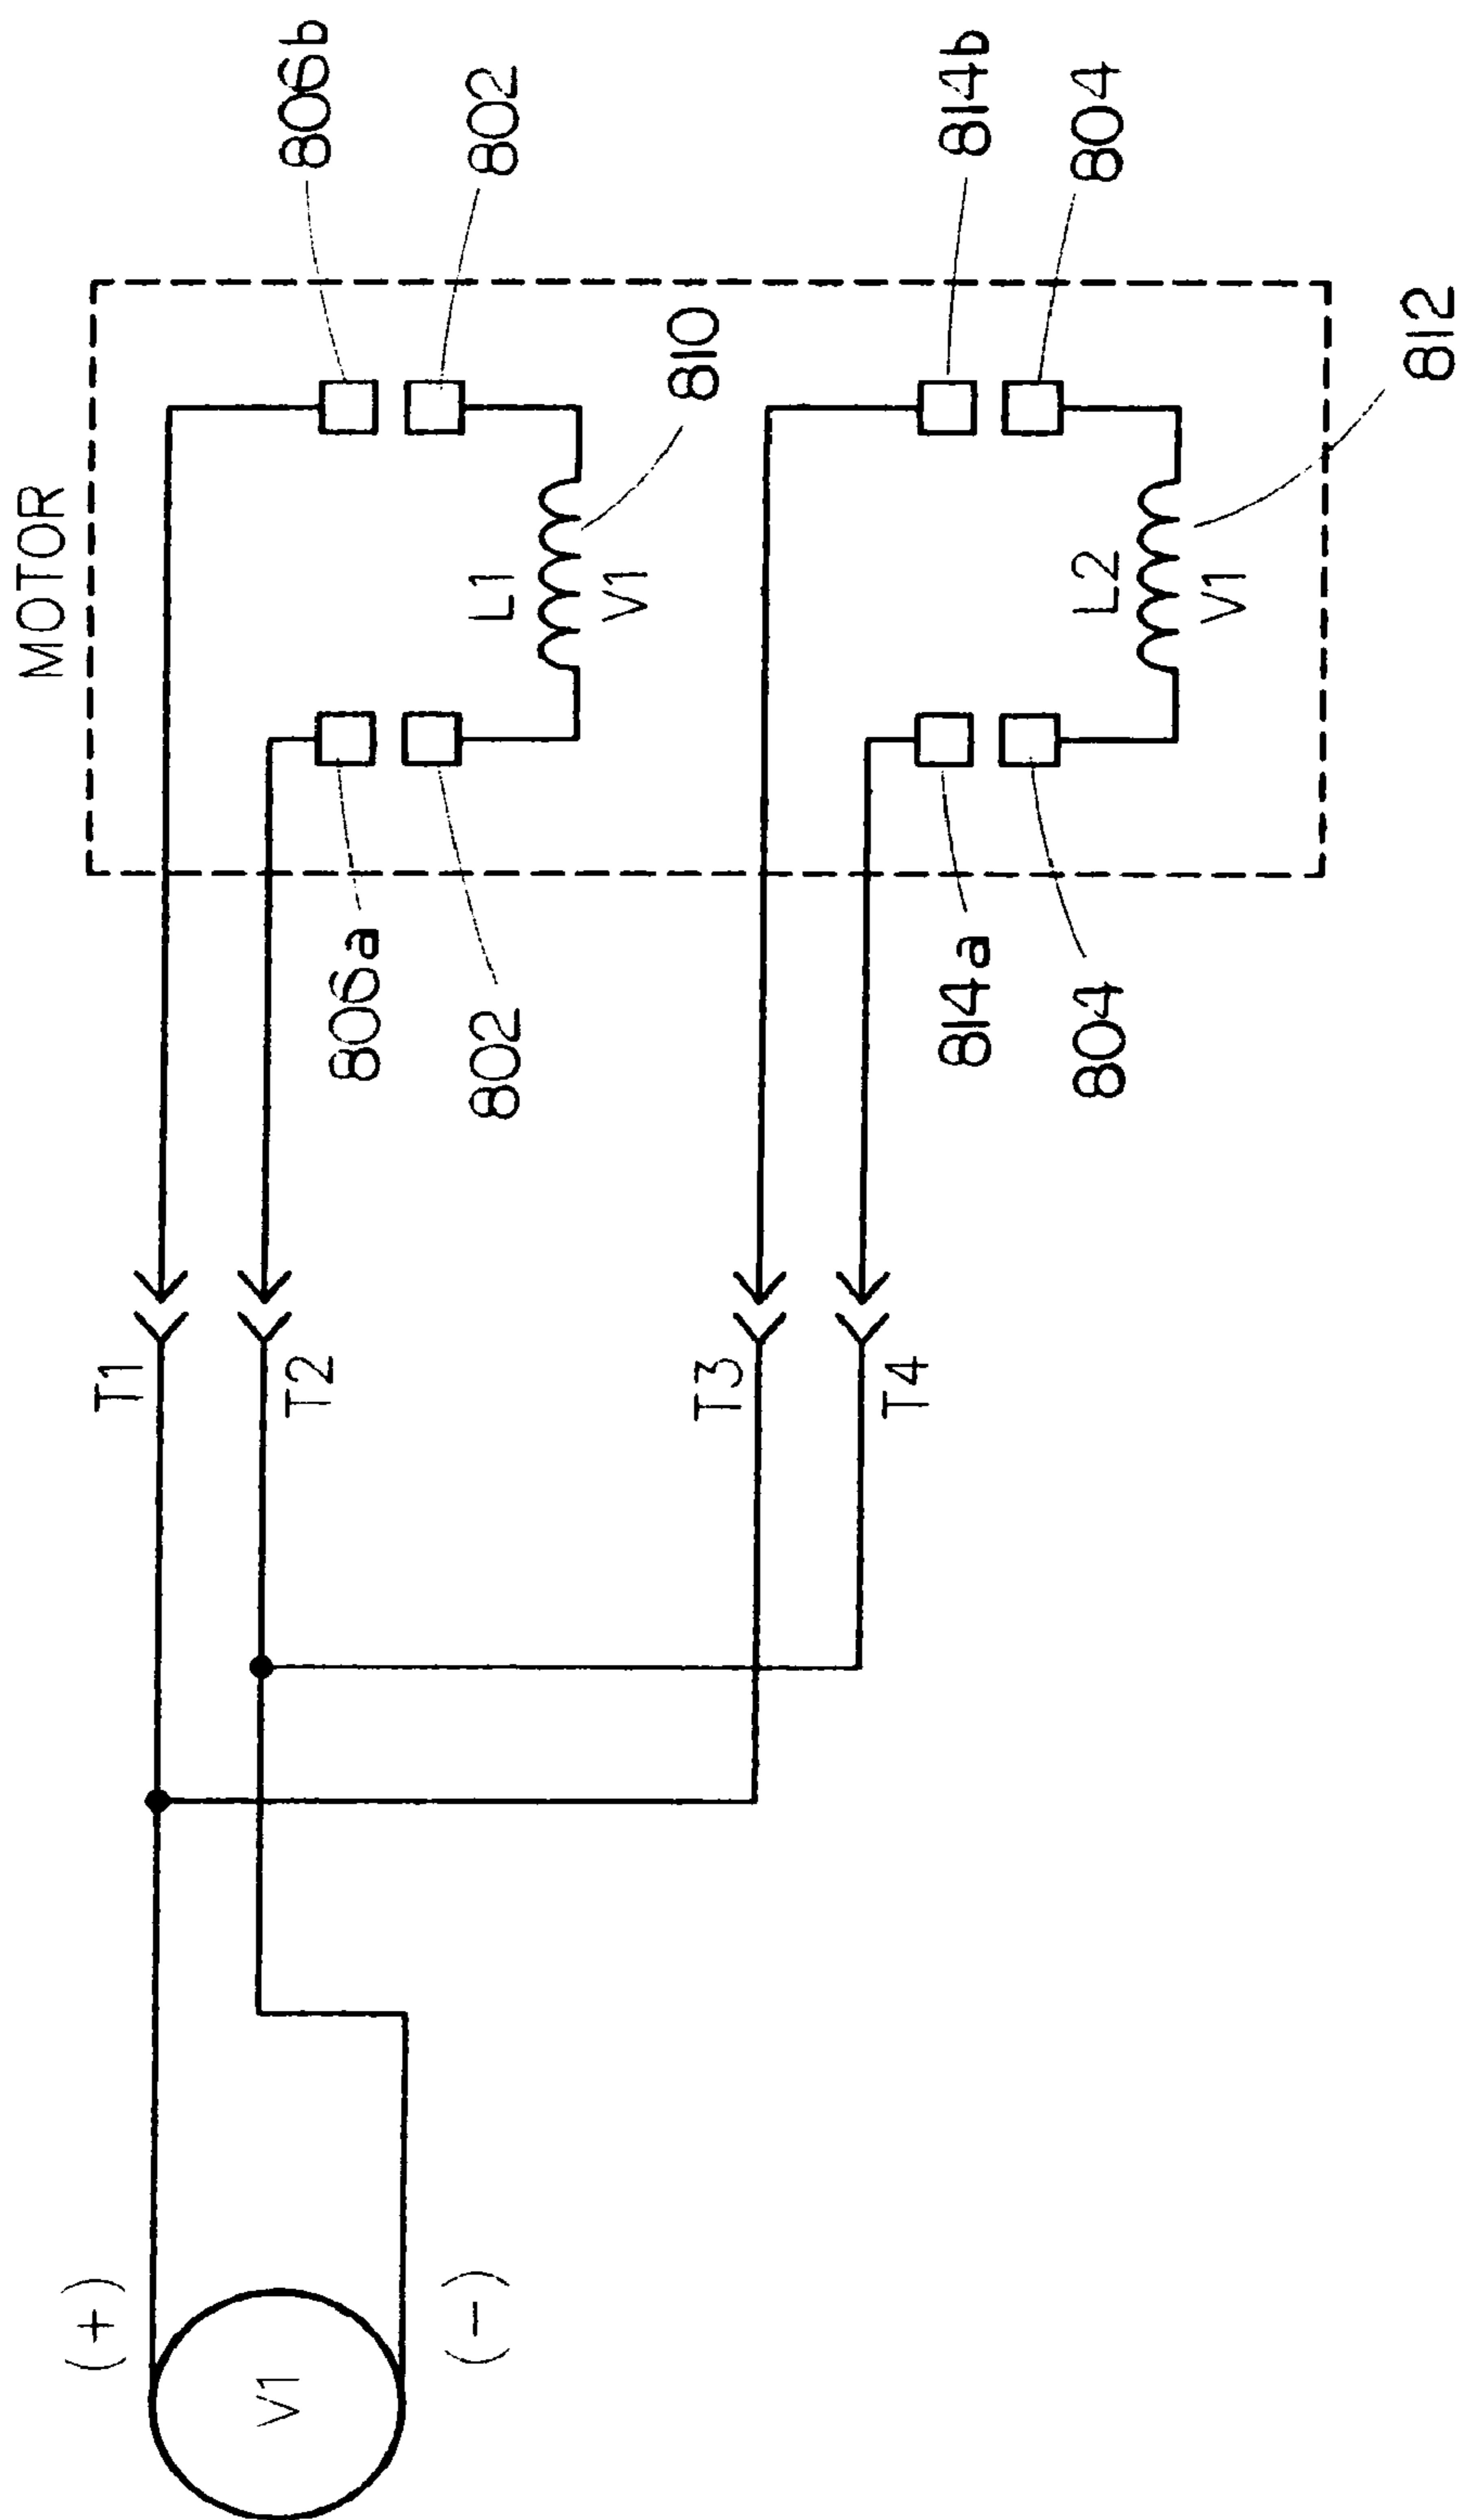 MOTOR
806b
802
814b
804
810
812
L1
V1
L2
V1
806a
802
814a
804
T1
T2
T3
T4
(+)
(-)
V1